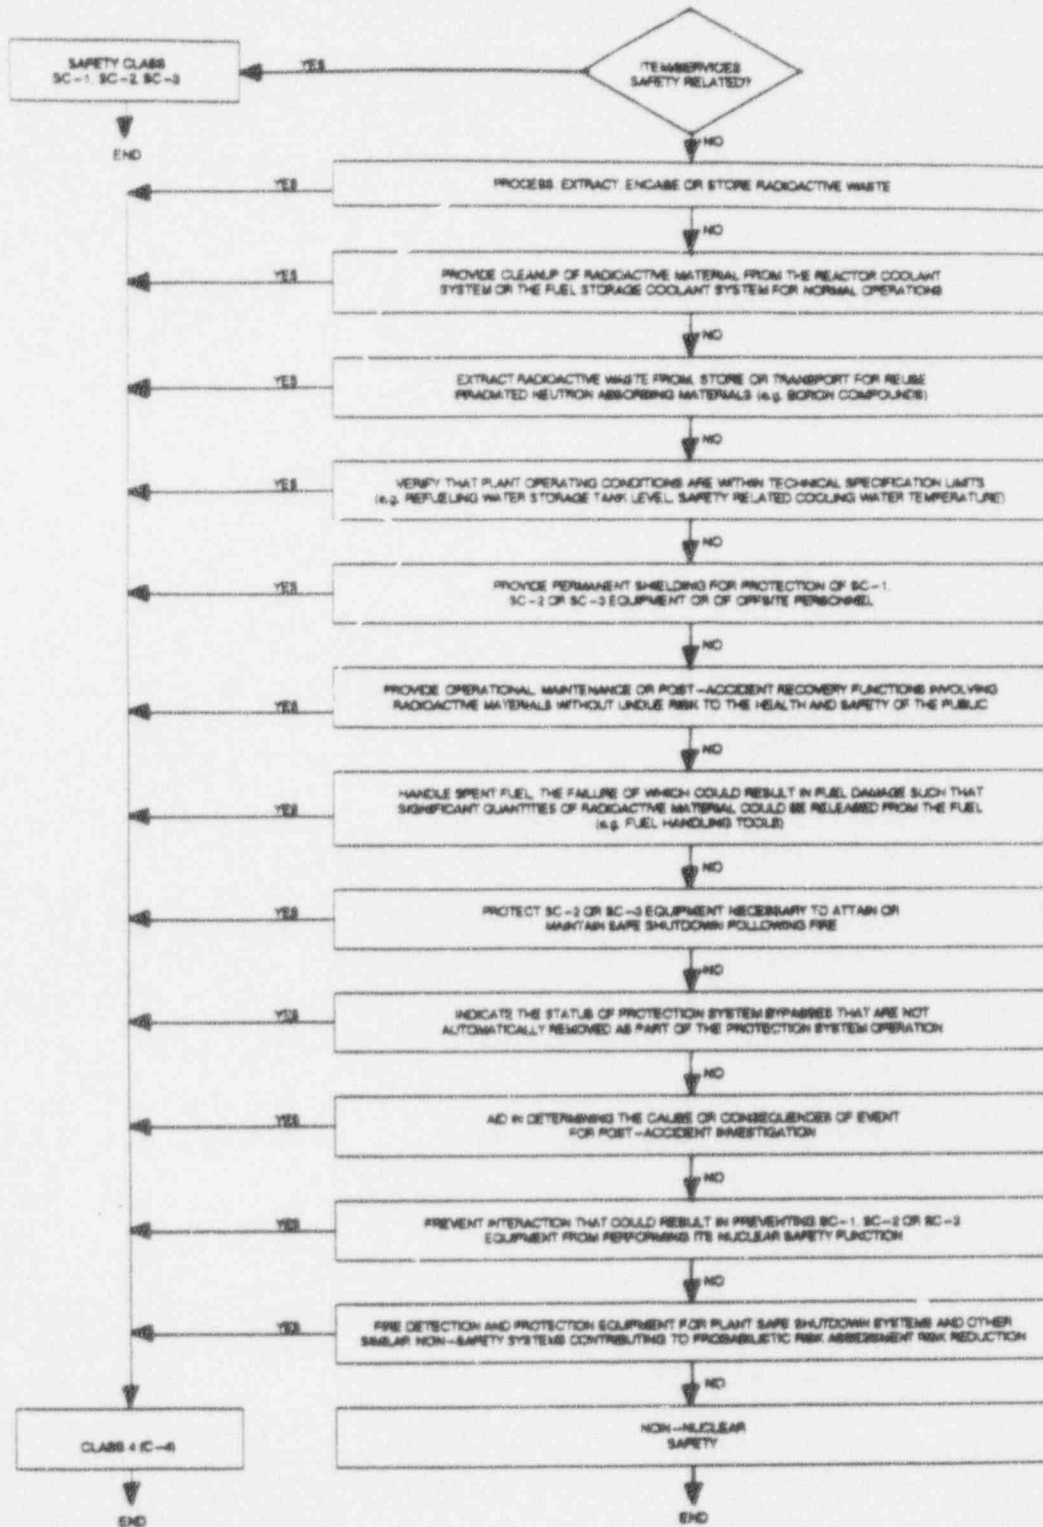 ITEM/SERVICES
SAFETY RELATED?
YES
SAFETY CLASS
SC-1, SC-2, SC-3
END
NO
PROCESS, EXTRACT, ENCASE OR STORE RADIOACTIVE WASTE
YES
NO
PROVIDE CLEANUP OF RADIOACTIVE MATERIAL FROM THE REACTOR COOLANT
SYSTEM OR THE FUEL STORAGE COOLANT SYSTEM FOR NORMAL OPERATIONS
YES
NO
EXTRACT RADIOACTIVE WASTE FROM, STORE OR TRANSPORT FOR REUSE
IRRADIATED NEUTRON ABSORBING MATERIALS (e.g. BORON COMPOUNDS)
YES
NO
VERIFY THAT PLANT OPERATING CONDITIONS ARE WITHIN TECHNICAL SPECIFICATION LIMITS
(e.g. REFUELING WATER STORAGE TANK LEVEL, SAFETY RELATED COOLING WATER TEMPERATURE)
YES
NO
PROVIDE PERMANENT SHIELDING FOR PROTECTION OF SC-1,
SC-2 OR SC-3 EQUIPMENT OR OF OFFSITE PERSONNEL
YES
NO
PROVIDE OPERATIONAL, MAINTENANCE OR POST-ACCIDENT RECOVERY FUNCTIONS INVOLVING
RADIOACTIVE MATERIALS WITHOUT UNDUE RISK TO THE HEALTH AND SAFETY OF THE PUBLIC
YES
NO
HANDLE SPENT FUEL, THE FAILURE OF WHICH COULD RESULT IN FUEL DAMAGE SUCH THAT
SIGNIFICANT QUANTITIES OF RADIOACTIVE MATERIAL COULD BE RELEASED FROM THE FUEL
(e.g. FUEL HANDLING TOOLS)
YES
NO
PROTECT SC-2 OR SC-3 EQUIPMENT NECESSARY TO ATTAIN OR
MAINTAIN SAFE SHUTDOWN FOLLOWING FIRE
YES
NO
INDICATE THE STATUS OF PROTECTION SYSTEM BYPASSES THAT ARE NOT
AUTOMATICALLY REMOVED AS PART OF THE PROTECTION SYSTEM OPERATION
YES
NO
AID IN DETERMINING THE CAUSE OR CONSEQUENCES OF EVENT
FOR POST-ACCIDENT INVESTIGATION
YES
NO
PREVENT INTERACTION THAT COULD RESULT IN PREVENTING SC-1, SC-2 OR SC-3
EQUIPMENT FROM PERFORMING ITS NUCLEAR SAFETY FUNCTION
YES
NO
FIRE DETECTION AND PROTECTION EQUIPMENT FOR PLANT SAFE SHUTDOWN SYSTEMS AND OTHER
SIMILAR NON-SAFETY SYSTEMS CONTRIBUTING TO PROBABILISTIC RISK ASSESSMENT RISK REDUCTION
YES
NO
CLASS 4 (C-4)
END
NON-NUCLEAR
SAFETY
END